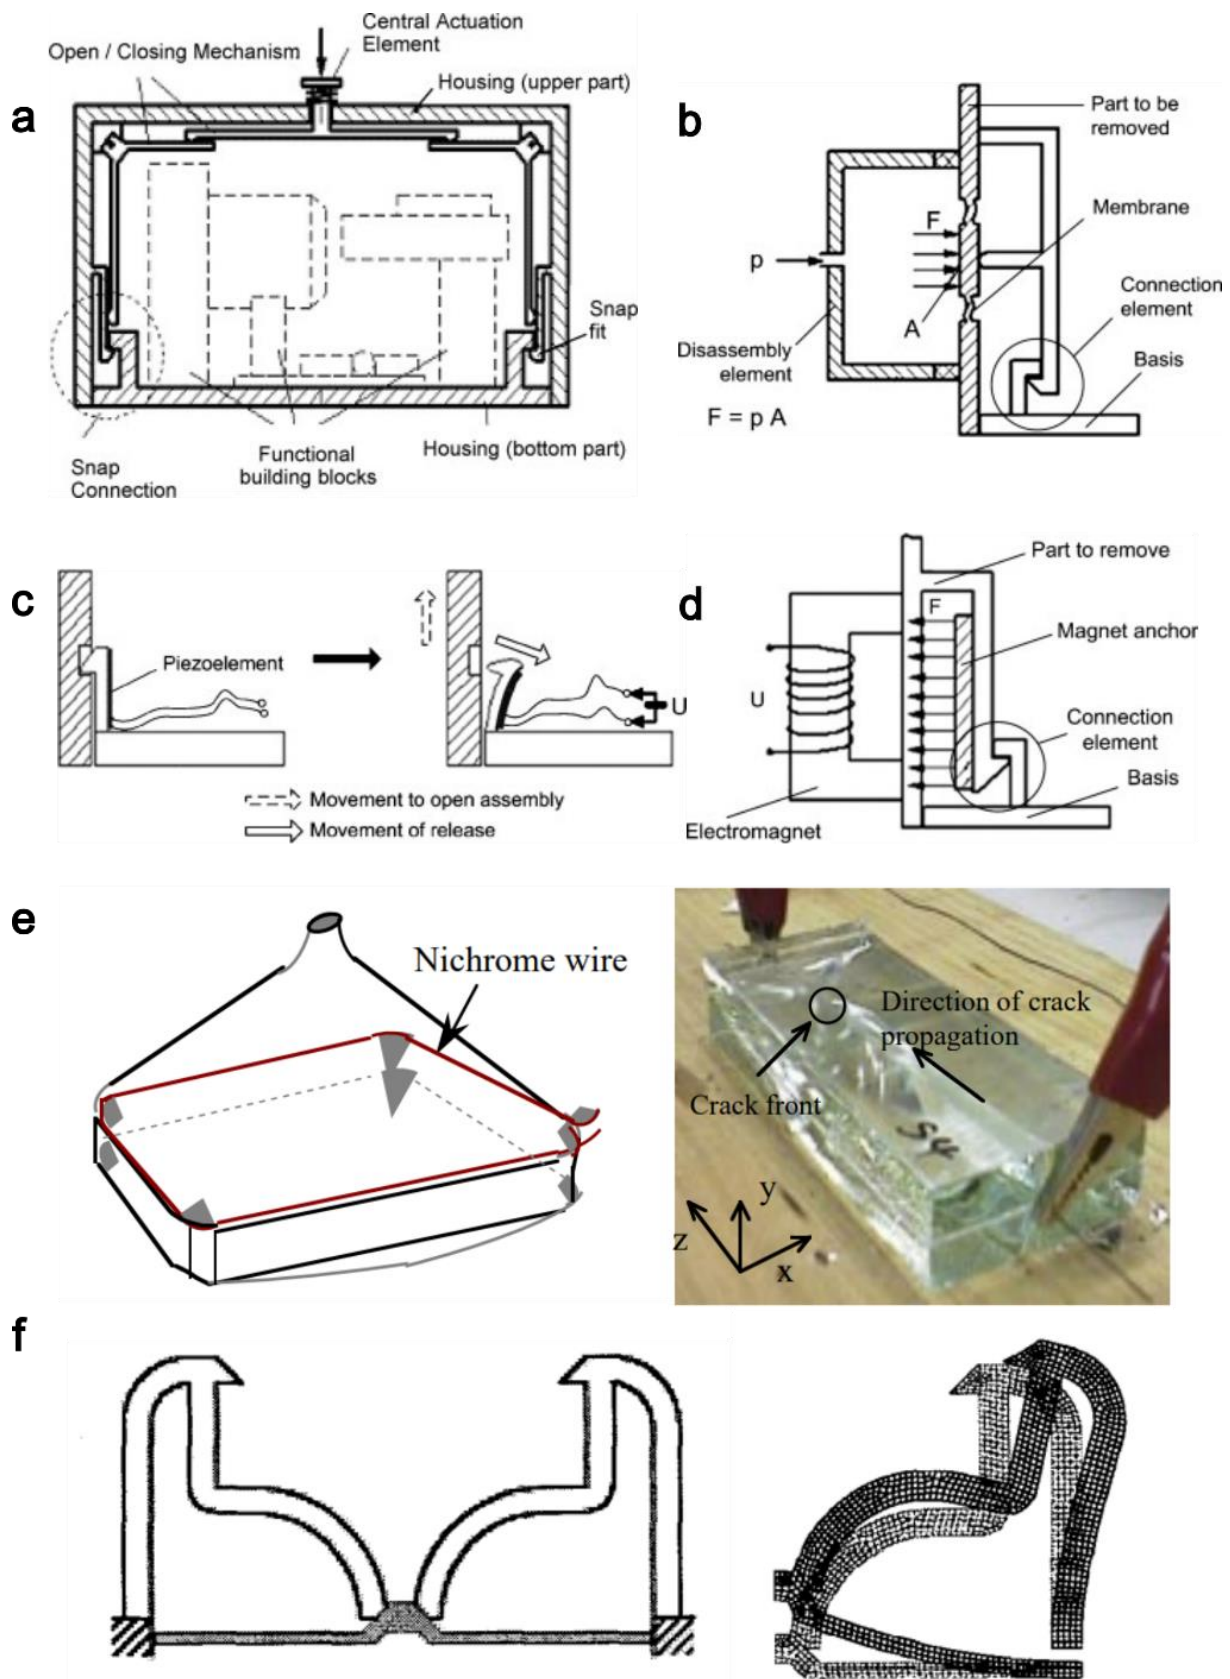 a
Open / Closing Mechanism
Central Actuation
Element
Housing (upper part)
Snap
fit
Snap
Connection
Functional
building blocks
Housing (bottom part)
b
Part to be
removed
F
Membrane
p
Connection
element
A
Disassembly
element
Basis
F = p A
c
Piezoelement
U
Movement to open assembly
Movement of release
d
Part to remove
F
Magnet anchor
U
Connection
element
Basis
Electromagnet
e
Nichrome wire
Direction of crack
propagation
Crack front
S4
y
z
x
f